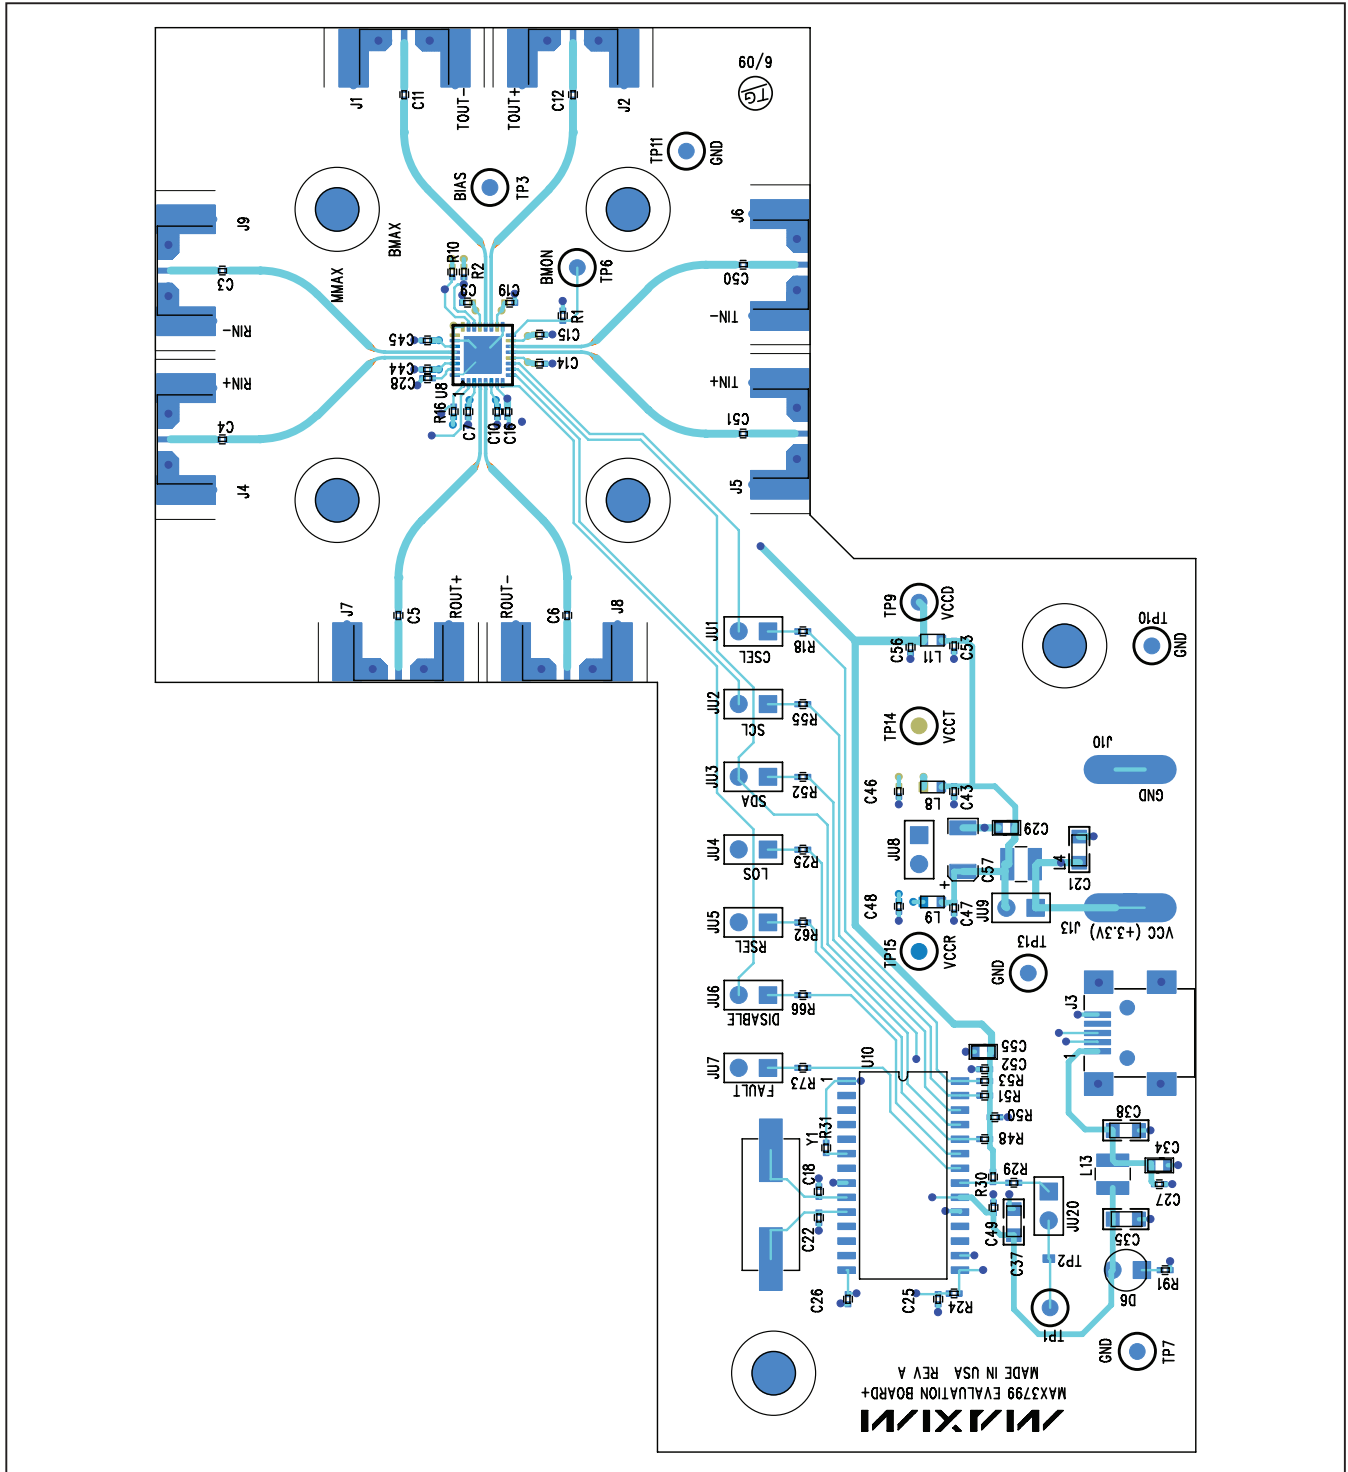 6/09
TG
J1
C11
TOUT-
TOUT+
C12
J2
TP11
GND
BIAS
TP3
J9
BMAX
MMAX
C3
RIN-
R10
R2
C9
C19
BMON
TP6
R1
J6
C50
TIN-
C45
C15
C44
C28
C14
U8
1
RIN+
C4
J4
R16
C7
C10
C16
TIN+
C51
J5
J7
C5
ROUT+
ROUT-
C6
J8
JU1
CSEL
R18
TP9
VCCD
C56
L11
C53
TP10
GND
JU2
SCL
R55
TP14
VCCT
J10
GND
JU3
SDA
R52
C46
L8
C43
JU4
LOS
R25
JU8
C29
C57
+
L4
C21
JU5
RSEL
R62
C48
L9
C47
JU9
J13
VCC (+3.3V)
TP15
VCCR
TP13
GND
JU6
DISABLE
R66
J3
1
JU7
FAULT
R73
U10
1
C55
C52
R53
R51
R50
R48
Y1
R31
C18
C22
R30
R29
C49
C37
JU20
TP2
C38
C34
L13
C27
C35
D6
R91
C26
C25
R24
TP1
GND
TP7
MADE IN USA REV A
MAX3799 EVALUATION BOARD+
MAXIM